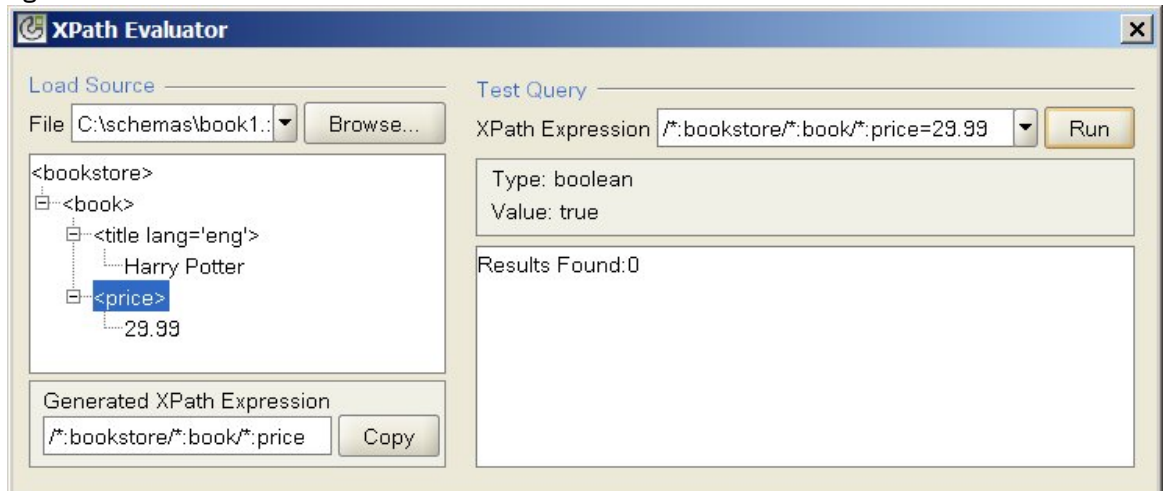 XPath Evaluator
Load Source
File C:\schemas\book1.: Browse...
<bookstore>
<book>
<title lang='eng'>
Harry Potter
<price>
29.99
Generated XPath Expression
/*:bookstore/*:book/*:price Copy
Test Query
XPath Expression /*:bookstore/*:book/*:price=29.99 Run
Type: boolean
Value: true
Results Found:0